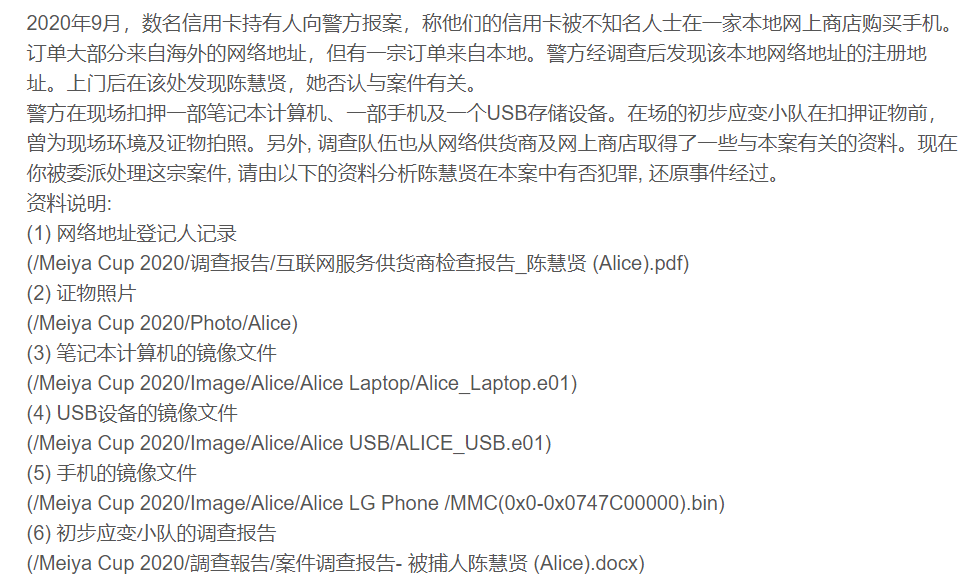 2020年9月，数名信用卡持有人向警方报案，称他们的信用卡被不知名人士在一家本地网上商店购买手机。
订单大部分来自海外的网络地址，但有一宗订单来自本地。警方经调查后发现该本地网络地址的注册地
址。上门后在该处发现陈慧贤，她否认与案件有关。
警方在现场扣押一部笔记本计算机、一部手机及一个USB存储设备。在场的初步应变小队在扣押证物前，
曾为现场环境及证物拍照。另外, 调查队伍也从网络供货商及网上商店取得了一些与本案有关的资料。现在
你被委派处理这宗案件, 请由以下的资料分析陈慧贤在本案中有否犯罪, 还原事件经过。
资料说明:
(1) 网络地址登记人记录
(/Meiya Cup 2020/调查报告/互联网服务供货商检查报告_陈慧贤 (Alice).pdf)
(2) 证物照片
(/Meiya Cup 2020/Photo/Alice)
(3) 笔记本计算机的镜像文件
(/Meiya Cup 2020/Image/Alice/Alice Laptop/Alice_Laptop.e01)
(4) USB设备的镜像文件
(/Meiya Cup 2020/Image/Alice/Alice USB/ALICE_USB.e01)
(5) 手机的镜像文件
(/Meiya Cup 2020/Image/Alice/Alice LG Phone /MMC(0x0-0x0747C00000).bin)
(6) 初步应变小队的调查报告
(/Meiya Cup 2020/調查報告/案件调查报告- 被捕人陈慧贤 (Alice).docx)